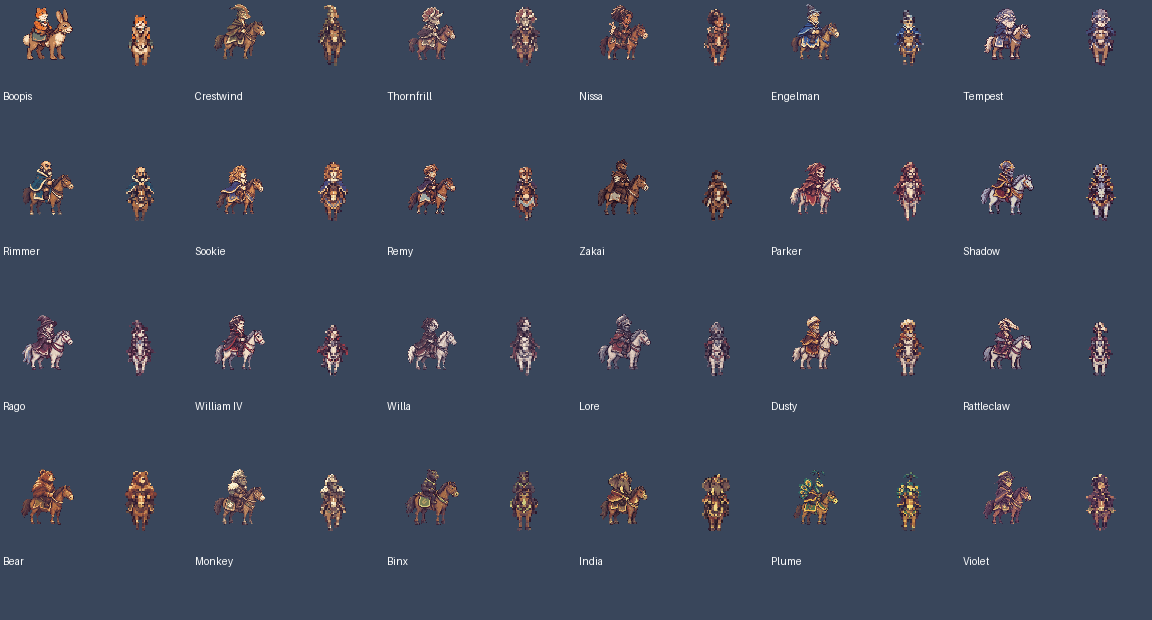 Boopis Crestwind Thornfrill Nissa Engelman Tempest
Rimmer Sookie Remy Zakai Parker Shadow
Rago William IV Willa Lore Dusty Rattleclaw
Bear Monkey Binx India Plume Violet